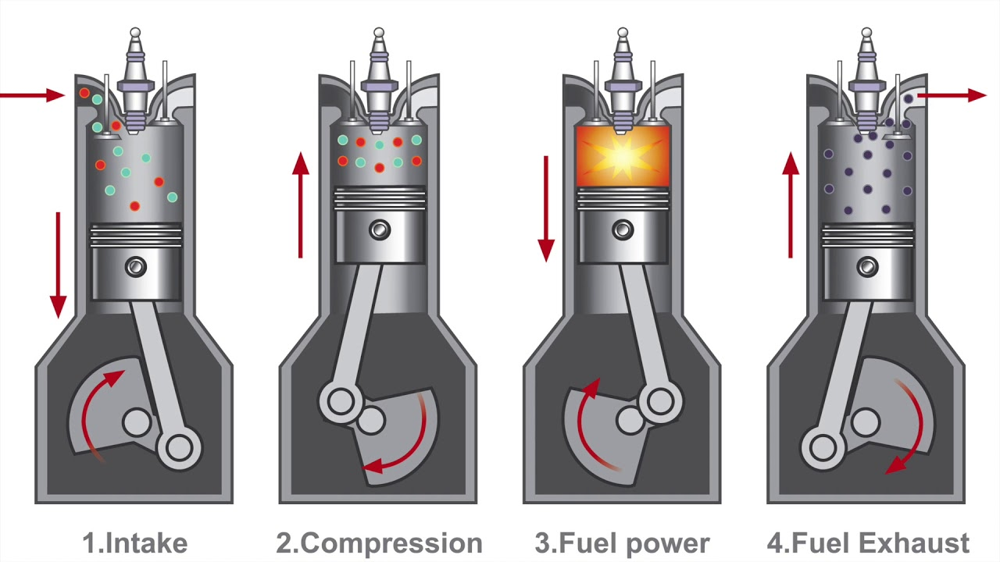 1.Intake
2.Compression
3.Fuel power
4.Fuel Exhaust